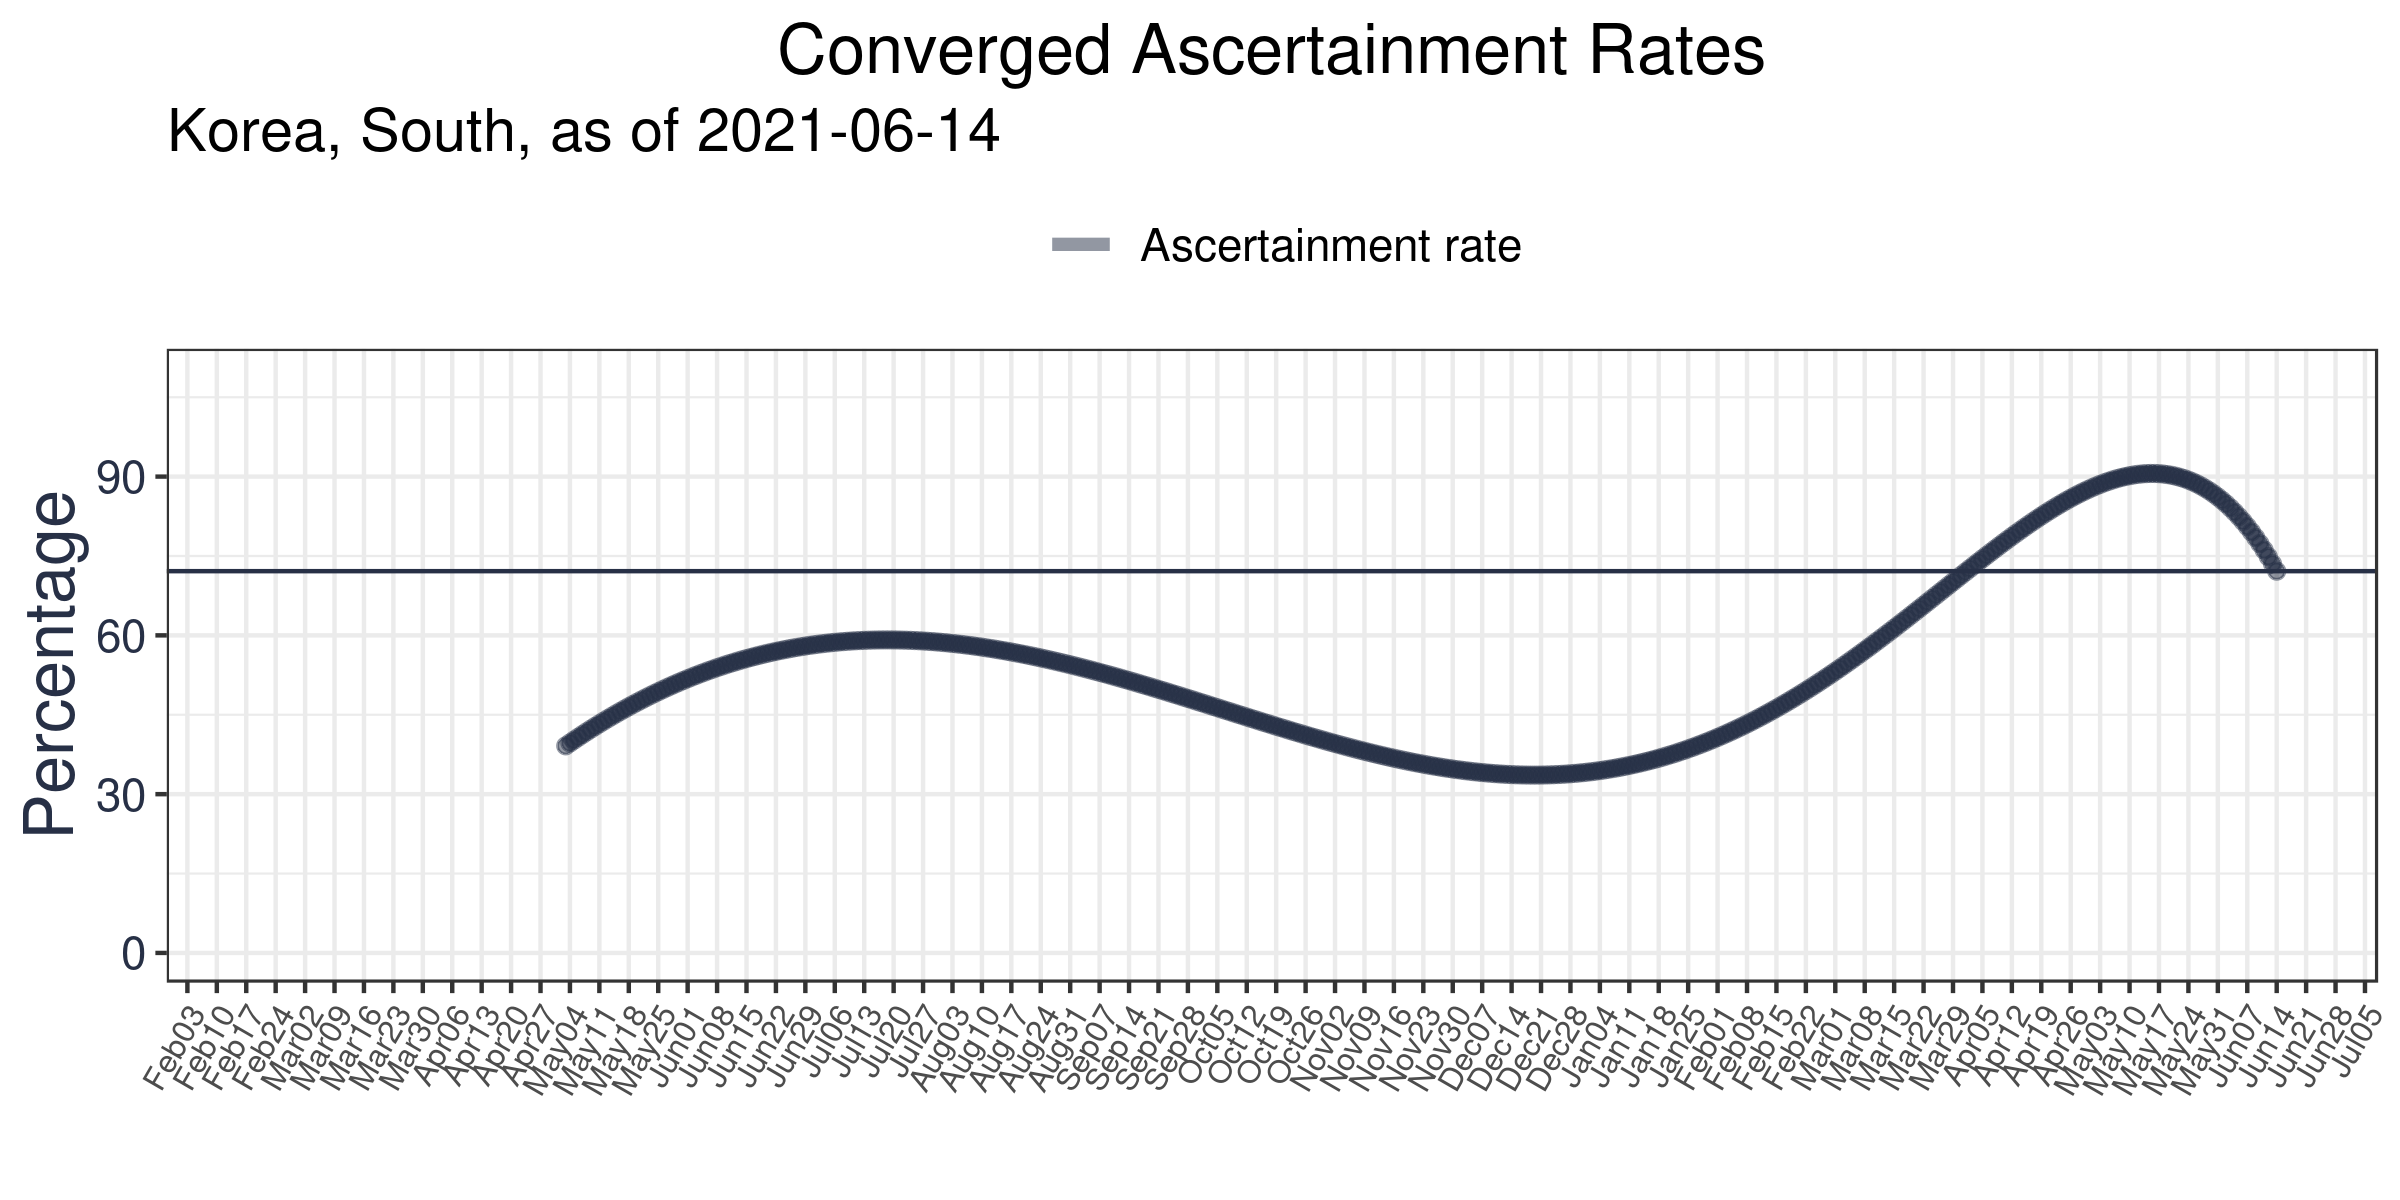 Converged Ascertainment Rates
Korea, South, as of 2021-06-14
Ascertainment rate
Percentage
90
60
30
0
Feb03
Feb10
Feb17
Feb24
Mar02
Mar09
Mar16
Mar23
Mar30
Apr06
Apr13
Apr20
Apr27
May04
May11
May18
May25
Jun01
Jun08
Jun15
Jun22
Jun29
Jul06
Jul13
Jul20
Jul27
Aug03
Aug10
Aug17
Aug24
Aug31
Sep07
Sep14
Sep21
Sep28
Oct05
Oct12
Oct19
Oct26
Nov02
Nov09
Nov16
Nov23
Nov30
Dec07
Dec14
Dec21
Dec28
Jan04
Jan11
Jan18
Jan25
Feb01
Feb08
Feb15
Feb22
Mar01
Mar08
Mar15
Mar22
Mar29
Apr05
Apr12
Apr19
Apr26
May03
May10
May17
May24
May31
Jun07
Jun14
Jun21
Jun28
Jul05